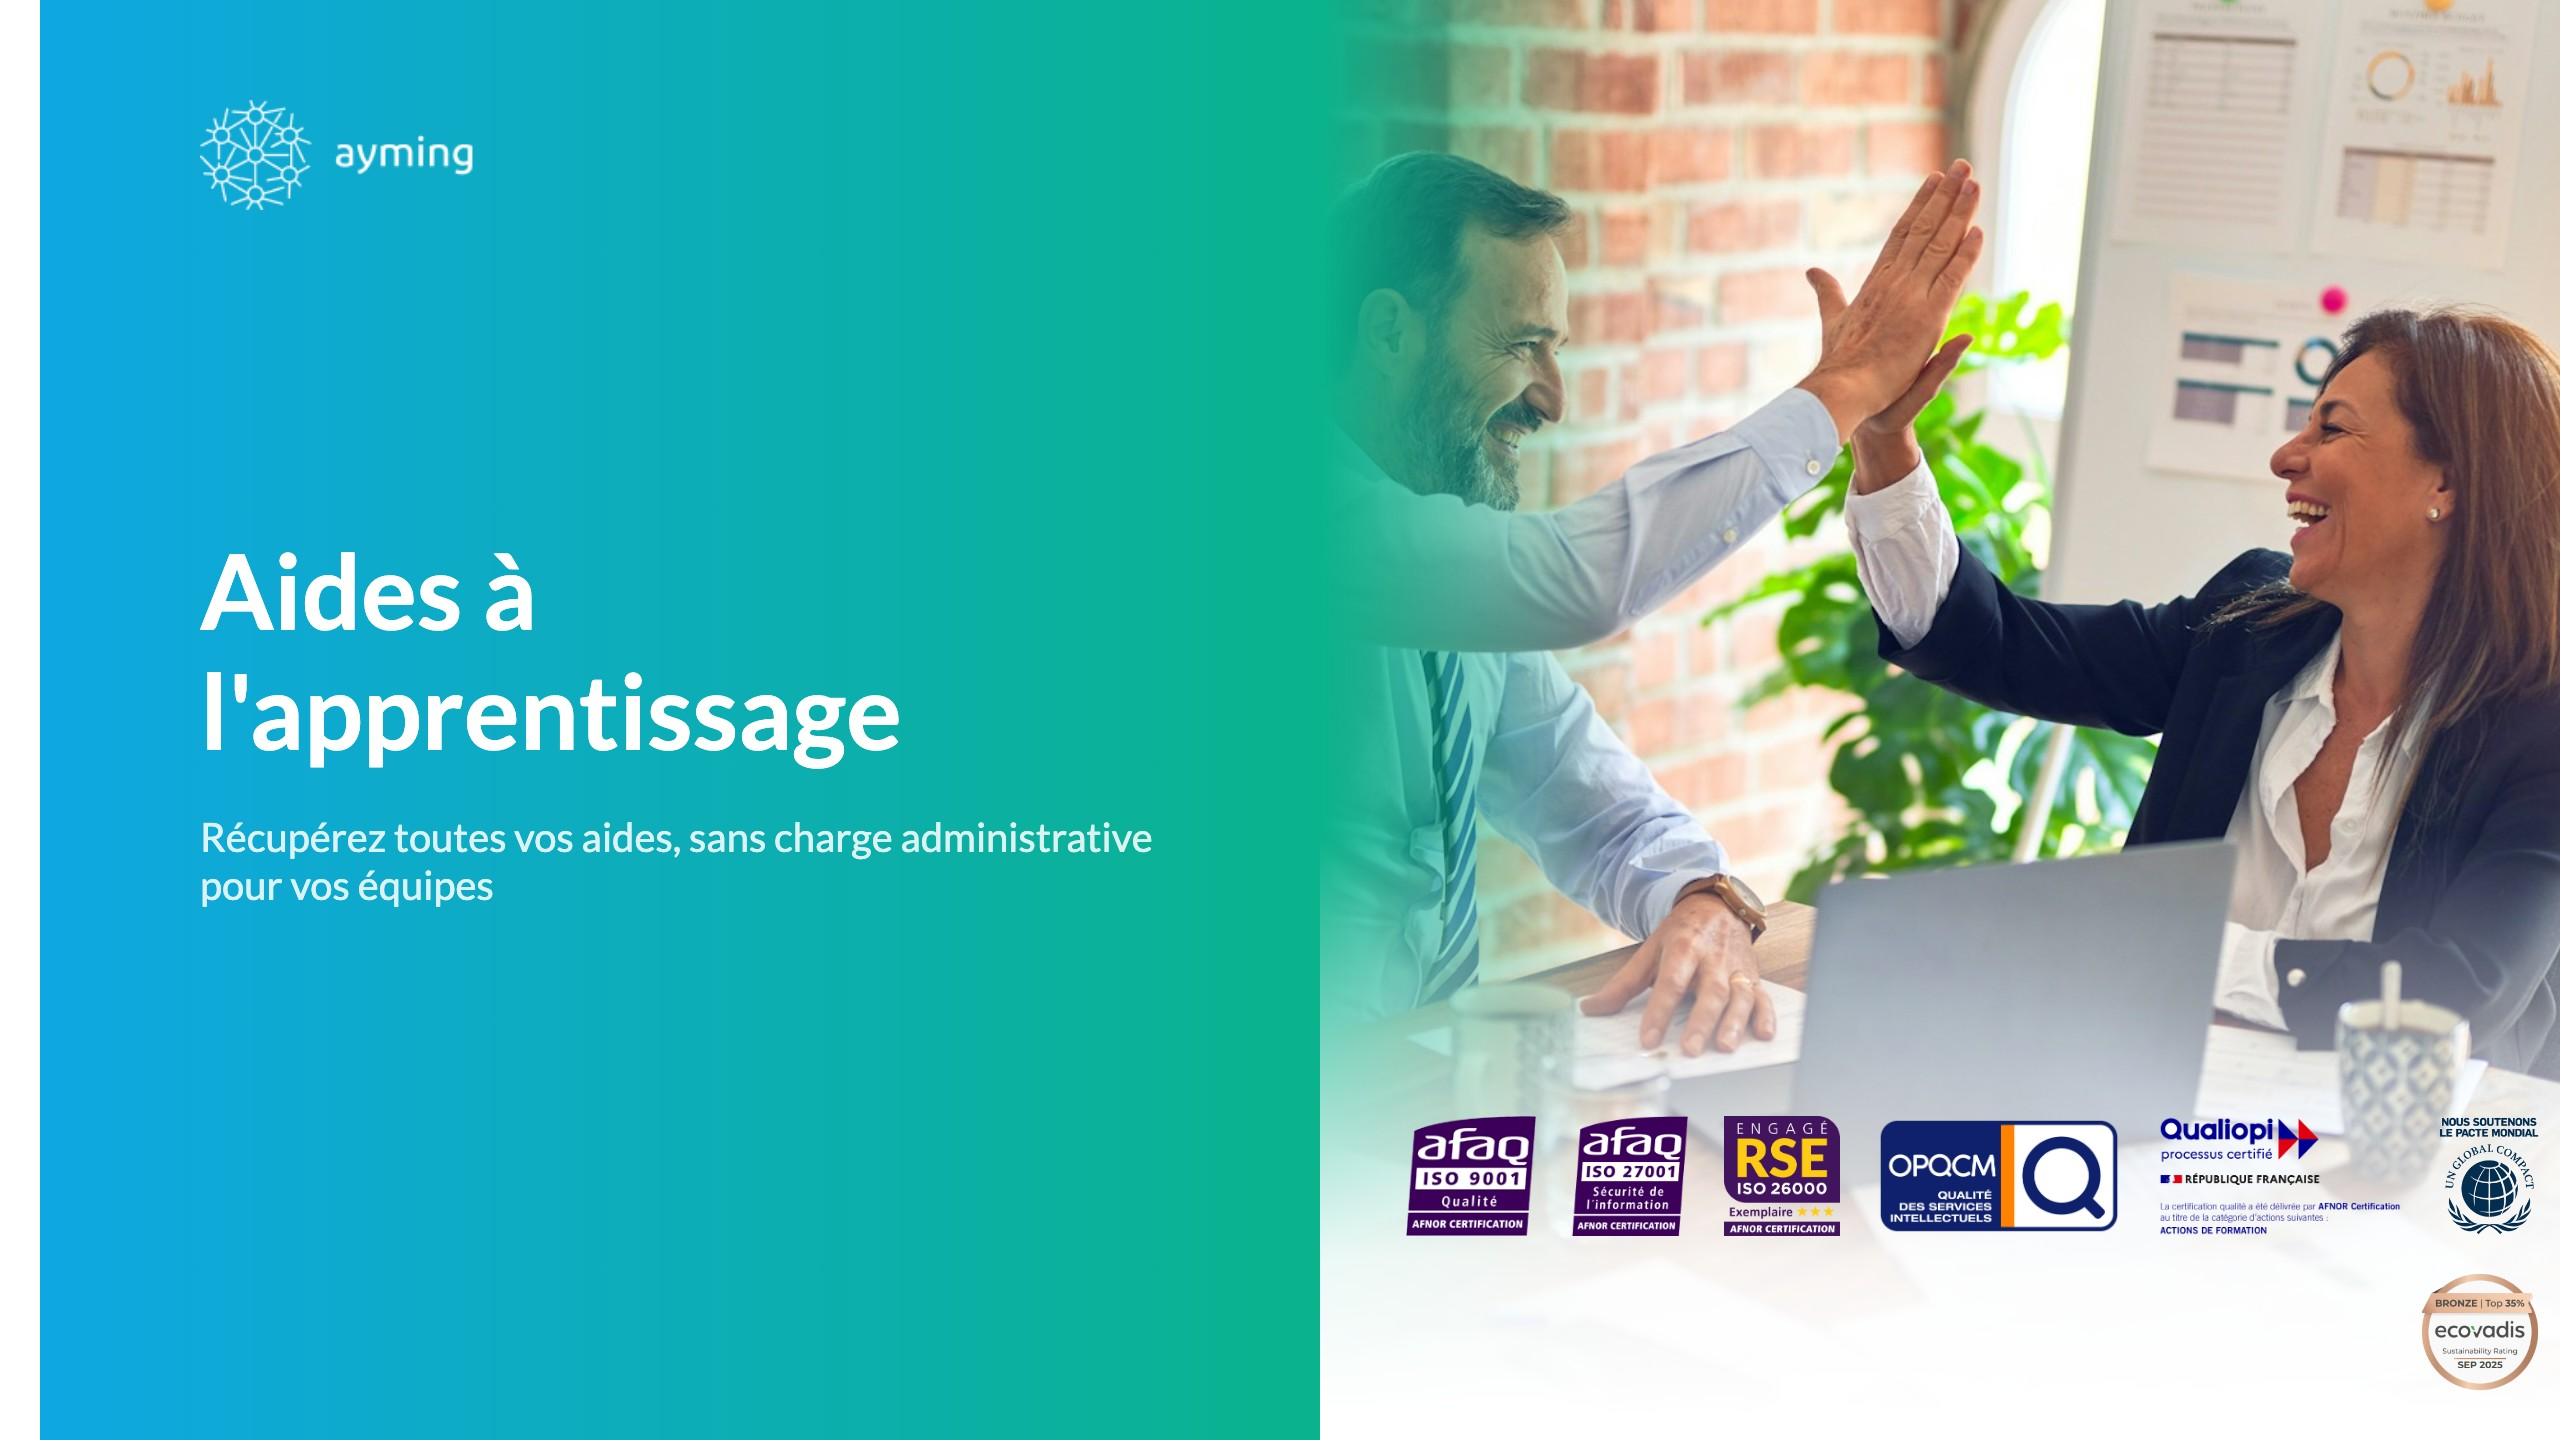 ayming
Aides à
l'apprentissage
Récupérez toutes vos aides, sans charge administrative
pour vos équipes
afaq
ISO 9001
Qualité
AFNOR CERTIFICATION
afaq
ISO 27001
Sécurité de
l'information
AFNOR CERTIFICATION
ENGAGÉ
RSE
ISO 26000
Exemplaire
AFNOR CERTIFICATION
OPQCM
QUALITÉ
DES SERVICES
INTELLECTUELS
Qualiopi
processus certifié
RÉPUBLIQUE FRANÇAISE
La certification qualité a été délivrée par AFNOR Certification
au titre de la catégorie d'actions suivantes :
ACTIONS DE FORMATION
NOUS SOUTENONS
LE PACTE MONDIAL
UN GLOBAL COMPACT
BRONZE | Top 35%
ecovadis
Sustainability Rating
SEP 2025